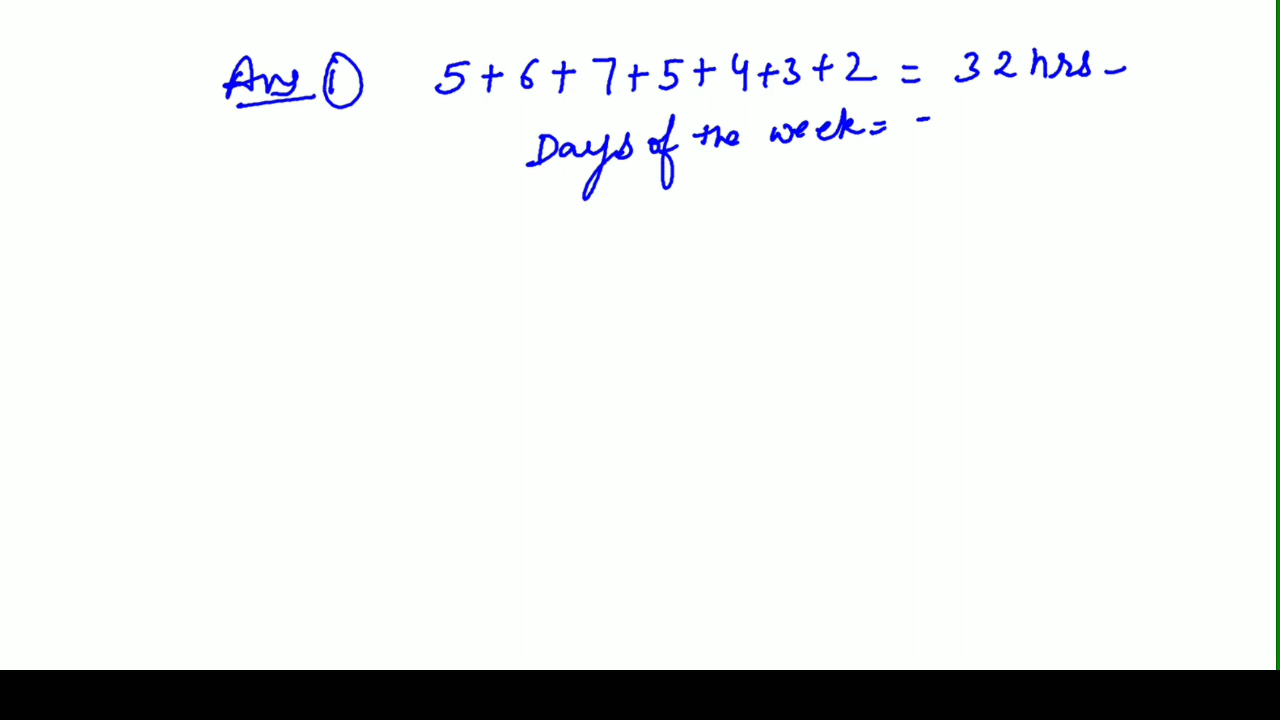 Ans ① 5+6+7+5+4+3+2 = 32 hrs-
Days of the week = -